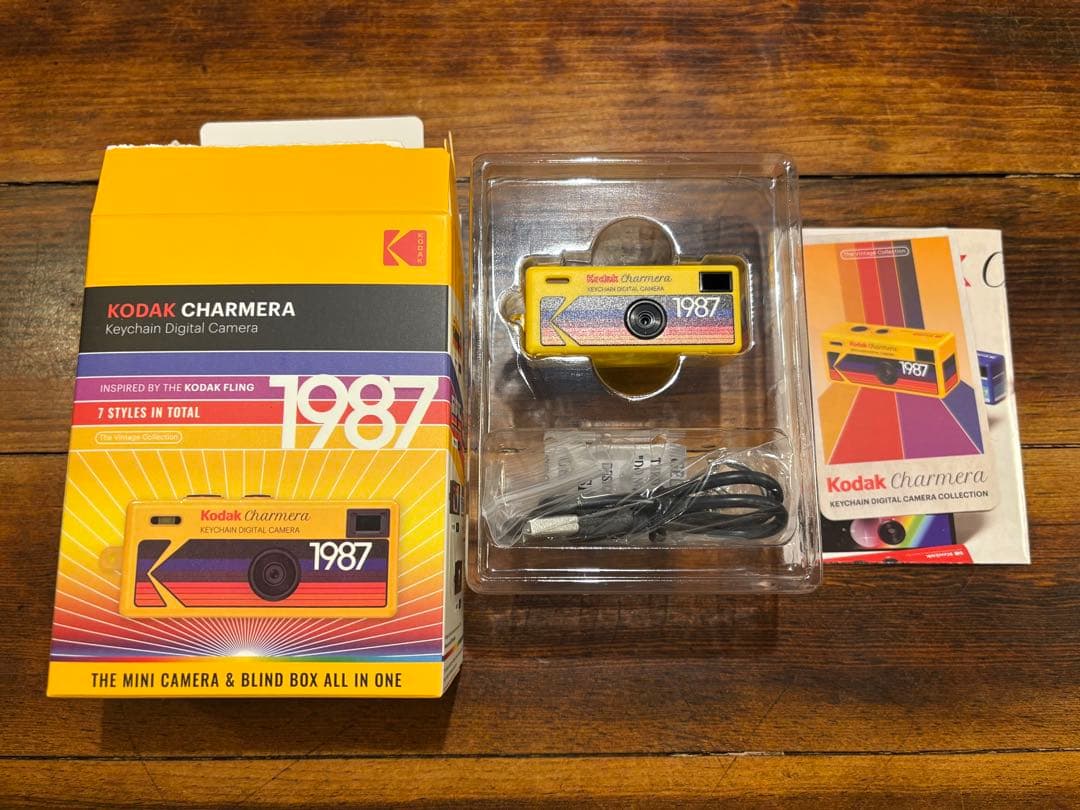 KODAK
KODAK CHARMERA
Keychain Digital Camera
INSPIRED BY THE KODAK FLING
1987
7 STYLES IN TOTAL
The Vintage Collection
Kodak Charmera
KEYCHAIN DIGITAL CAMERA
1987
THE MINI CAMERA & BLIND BOX ALL IN ONE
Kodak Charmera
KEYCHAIN DIGITAL CAMERA
1987
The Vintage Collection
Kodak Charmera
1987
Kodak Charmera
KEYCHAIN DIGITAL CAMERA COLLECTION